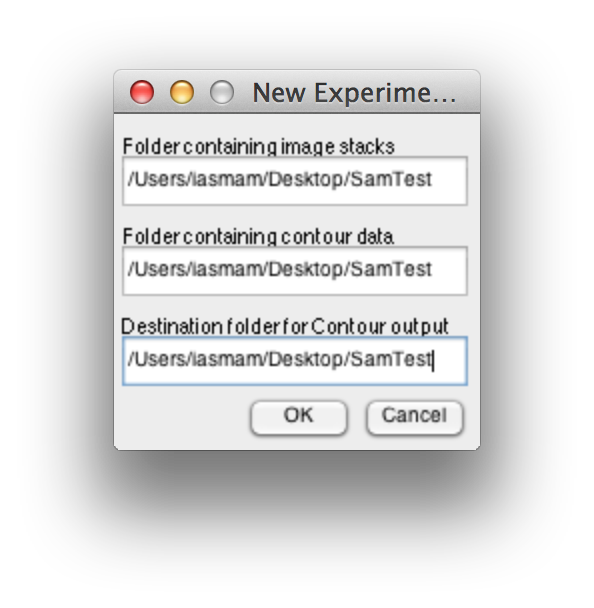 New Experime...
Folder containing image stacks
/Users/iasmam/Desktop/SamTest
Folder containing contour data
/Users/iasmam/Desktop/SamTest
Destination folder for Contour output
/Users/iasmam/Desktop/SamTest
OK Cancel